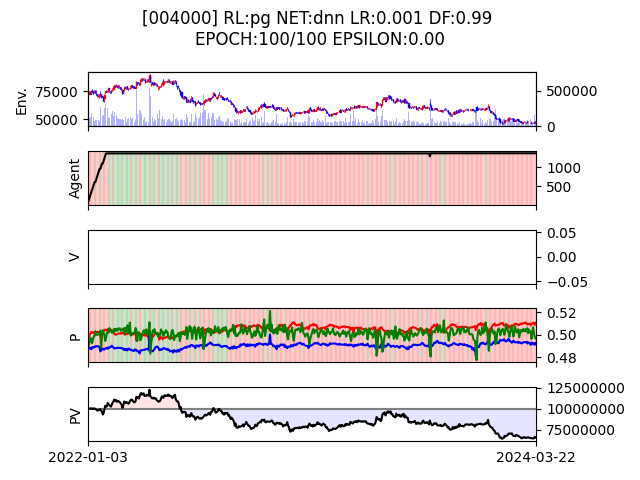 [004000] RL:pg NET:dnn LR:0.001 DF:0.99
EPOCH:100/100 EPSILON:0.00
Env.
75000
50000
500000
0
Agent
1000
500
V
0.05
0.00
−0.05
P
0.52
0.50
0.48
PV
125000000
100000000
75000000
2022-01-03
2024-03-22